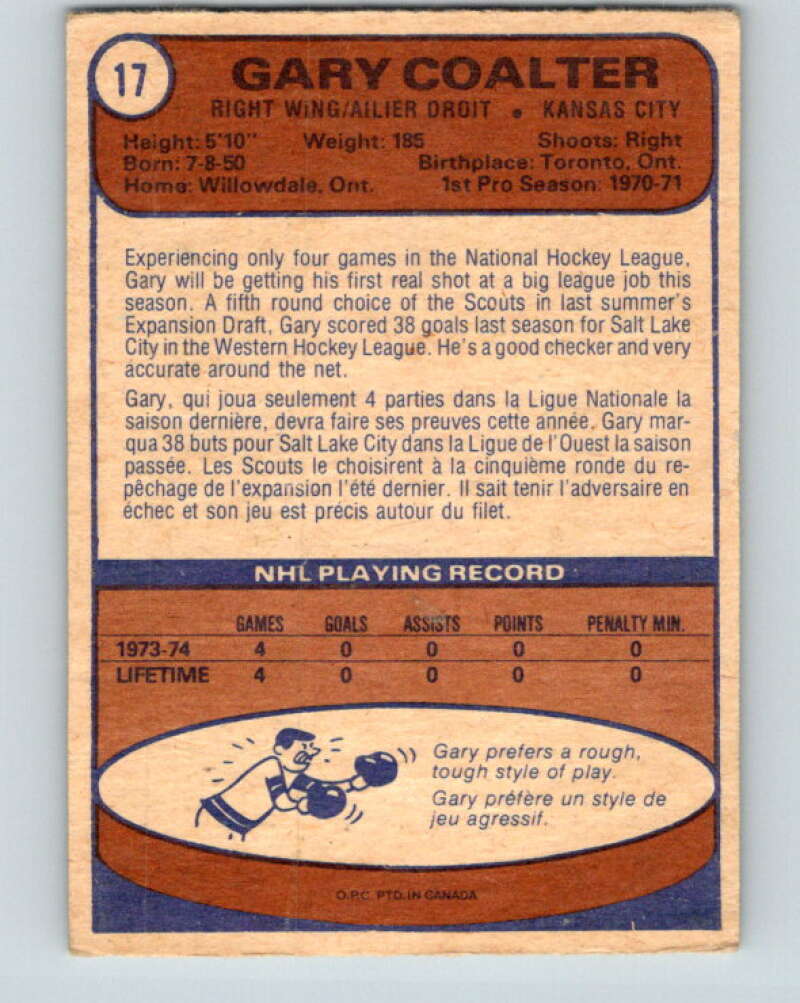 17
GARY COALTER
RIGHT WING/AILIER DROIT • KANSAS CITY
Height: 5'10" Weight: 185 Shoots: Right
Born: 7-8-50 Birthplace: Toronto, Ont.
Home: Willowdale, Ont. 1st Pro Season: 1970-71
Experiencing only four games in the National Hockey League,
Gary will be getting his first real shot at a big league job this
season. A fifth round choice of the Scouts in last summer's
Expansion Draft, Gary scored 38 goals last season for Salt Lake
City in the Western Hockey League. He's a good checker and very
accurate around the net.
Gary, qui joua seulement 4 parties dans la Ligue Nationale la
saison dernière, devra faire ses preuves cette année. Gary mar-
qua 38 buts pour Salt Lake City dans la Ligue de l'Ouest la saison
passée. Les Scouts le choisirent à la cinquième ronde du re-
pêchage de l'expansion l'été dernier. Il sait tenir l'adversaire en
échec et son jeu est précis autour du filet.
NHL PLAYING RECORD
GAMES GOALS ASSISTS POINTS PENALTY MIN.
1973-74 4 0 0 0 0
LIFETIME 4 0 0 0 0
Gary prefers a rough,
tough style of play.
Gary préfère un style de
jeu agressif.
O.P.C. PTD. IN CANADA